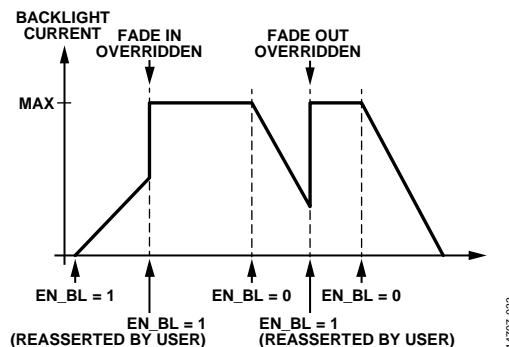 BACKLIGHT
CURRENT
FADE IN
OVERRIDDEN
FADE OUT
OVERRIDDEN
MAX
EN_BL = 1
EN_BL = 0
EN_BL = 0
EN_BL = 1
(REASSERTED BY USER)
EN_BL = 1
(REASSERTED BY USER)